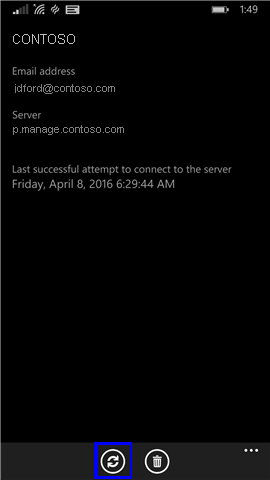 1:49
CONTOSO
Email address
jdford@contoso.com
Server
p.manage.contoso.com
Last successful attempt to connect to the server
Friday, April 8, 2016 6:29:44 AM